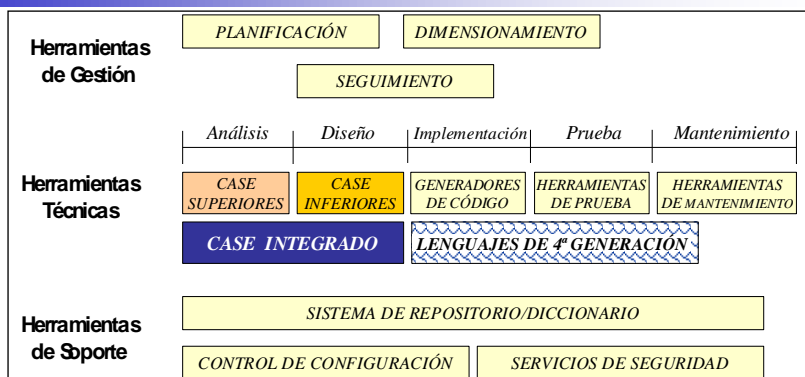 PLANIFICACIÓN DIMENSIONAMIENTO
Herramientas
de Gestión
SEGUIMIENTO
Análisis Diseño Implementación Prueba Mantenimiento
Herramientas
Técnicas
CASE
SUPERIORES
CASE
INFERIORES
GENERADORES
DE CÓDIGO
HERRAMIENTAS
DE PRUEBA
HERRAMIENTAS
DE MANTENIMIENTO
CASE INTEGRADO LENGUAJES DE 4ª GENERACIÓN
SISTEMA DE REPOSITORIO/DICCIONARIO
Herramientas
de Soporte
CONTROL DE CONFIGURACIÓN SERVICIOS DE SEGURIDAD